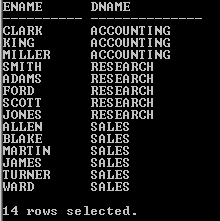 ENAME DNAME
---------- --------------
CLARK ACCOUNTING
KING ACCOUNTING
MILLER ACCOUNTING
SMITH RESEARCH
ADAMS RESEARCH
FORD RESEARCH
SCOTT RESEARCH
JONES RESEARCH
ALLEN SALES
BLAKE SALES
MARTIN SALES
JAMES SALES
TURNER SALES
WARD SALES
14 rows selected.